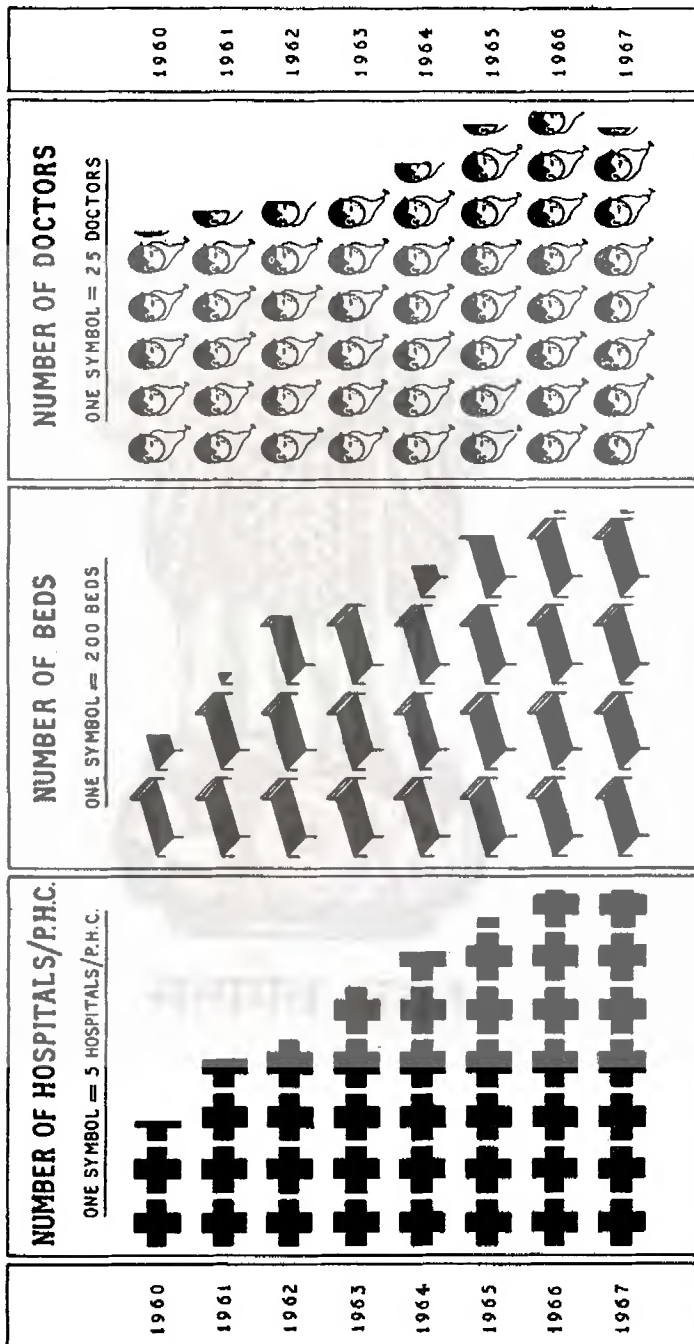 1960
1961
1962
1963
1964
1965
1966
1967
NUMBER OF HOSPITALS/P.H.C.
ONE SYMBOL = 5 HOSPITALS/P.H.C.
NUMBER OF BEDS
ONE SYMBOL = 200 BEDS
NUMBER OF DOCTORS
ONE SYMBOL = 25 DOCTORS
1960
1961
1962
1963
1964
1965
1966
1967